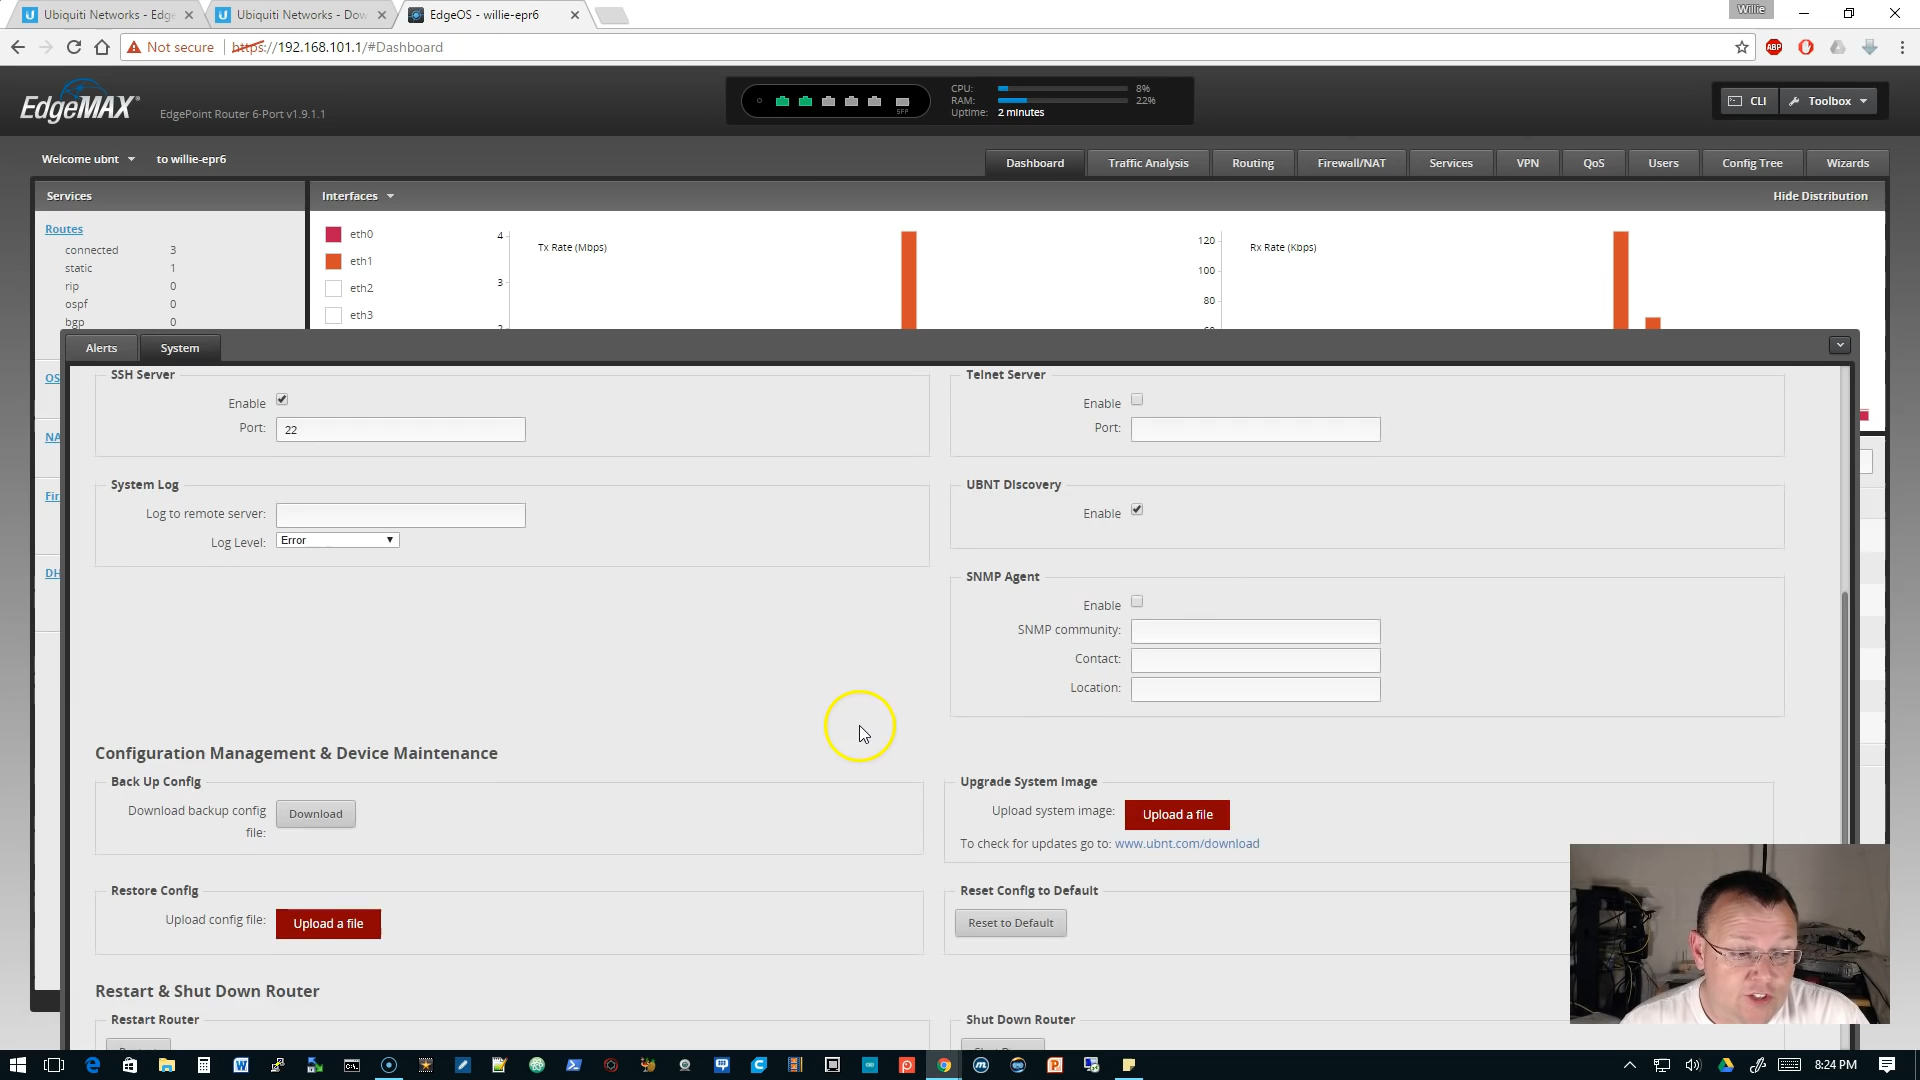 Ubiquiti Networks - Edge
Ubiquiti Networks - Dow
EdgeOS - willie-epr6
Willie
Not secure
https://192.168.101.1/#Dashboard
ABP
EdgeMAX
EdgePoint Router 6-Port v1.9.1.1
SFP
CPU: 8%
RAM: 22%
Uptime: 2 minutes
CLI
Toolbox
Welcome ubnt
to willie-epr6
Dashboard
Traffic Analysis
Routing
Firewall/NAT
Services
VPN
QoS
Users
Config Tree
Wizards
Services
Interfaces
Hide Distribution
Routes
connected 3
static 1
rip 0
ospf 0
bgp 0
OS
NA
Fir
DH
eth0
eth1
eth2
eth3
4
3
Tx Rate (Mbps)
120
100
80
Rx Rate (Kbps)
Alerts
System
SSH Server
Enable
Port: 22
Telnet Server
Enable
Port:
System Log
Log to remote server:
Log Level: Error
UBNT Discovery
Enable
SNMP Agent
Enable
SNMP community:
Contact:
Location:
Configuration Management & Device Maintenance
Back Up Config
Download backup config
file:
Download
Upgrade System Image
Upload system image: Upload a file
To check for updates go to: www.ubnt.com/download
Restore Config
Upload config file: Upload a file
Reset Config to Default
Reset to Default
Restart & Shut Down Router
Restart Router
Shut Down Router
8:24 PM